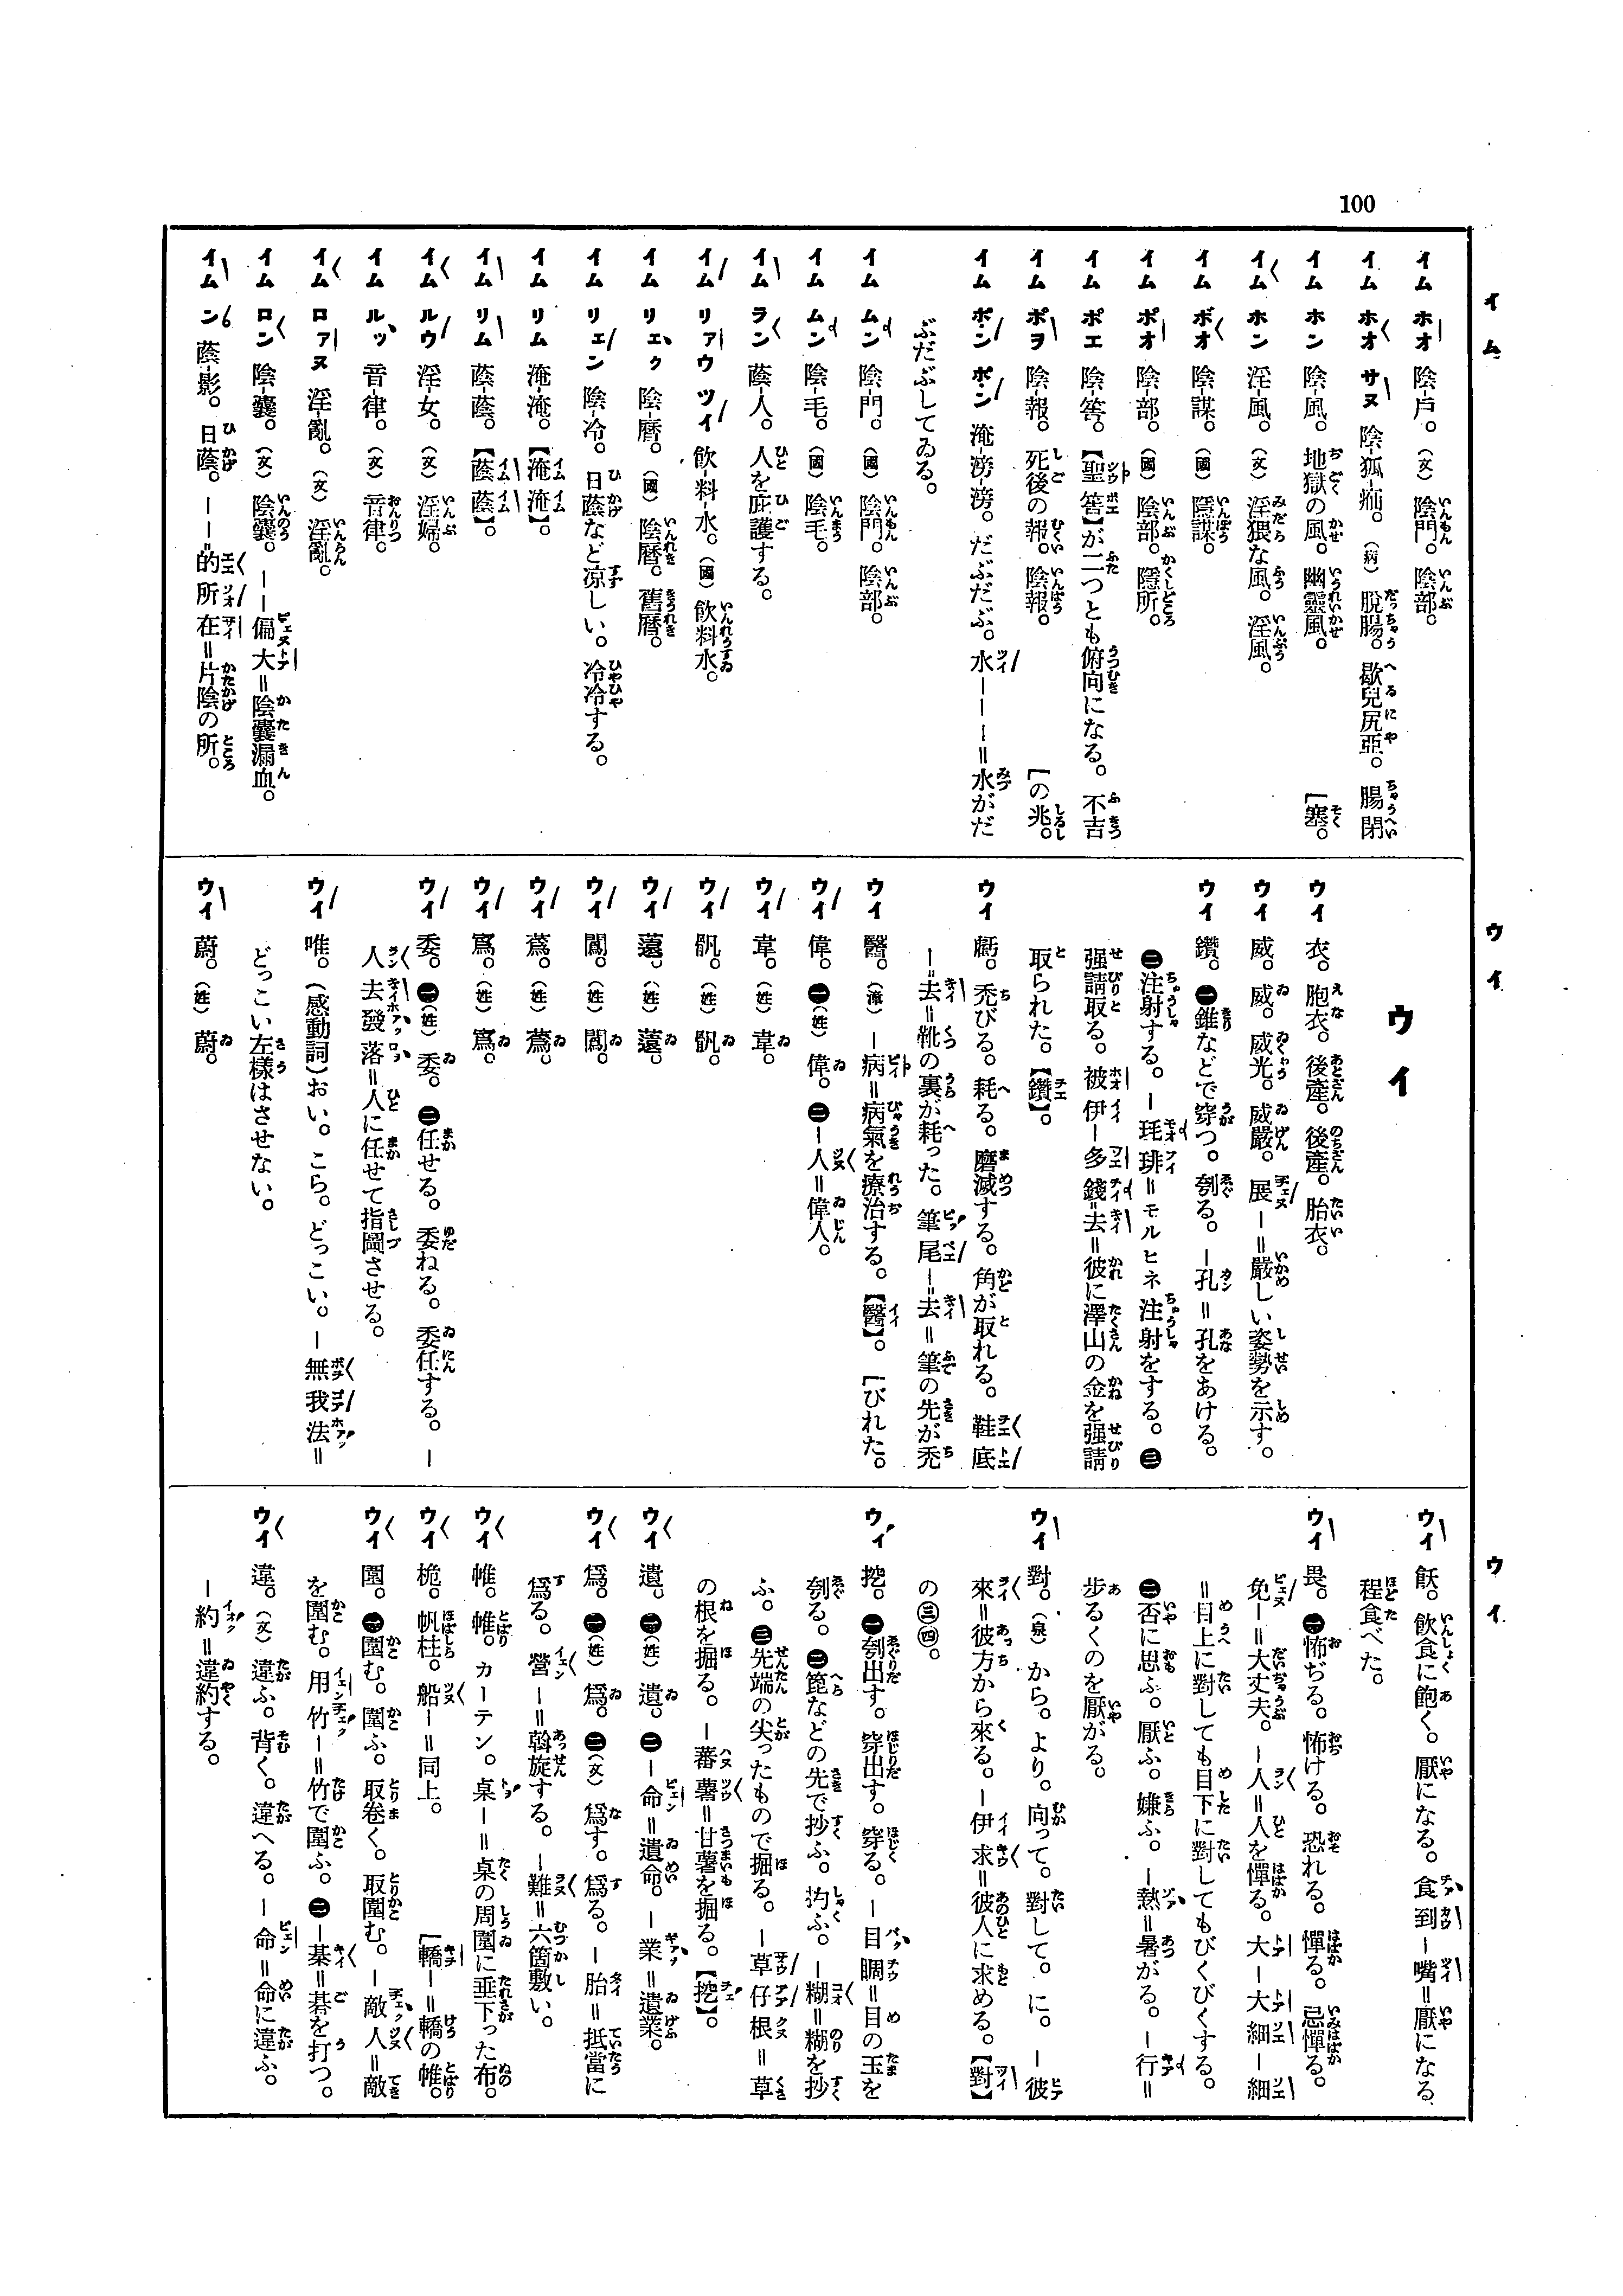 100
イム
ウイ
ウイ
イム ホオ 陰-戶。（文）陰門。陰部。
イム ホオ サヌ 陰-狐-疝。（病）脫腸。歇兒尻亞。腸閉
イム ホン 陰-風。地獄の風。幽靈風。［塞。
イム ホン 淫-風。（文）淫猥な風。淫風。
イム ボオ 陰-謀。（國）隱謀。
イム ポオ 陰-部。（國）陰部。隱所。
イム ポエ 陰-筶。【聖筶】が二つとも俯向になる。不吉
イム ポヲ 陰-報。死後の報。陰報。［の兆。
イム ポン ポン 淹-滂-滂。だぶだぶ。水－－－＝水がだ
ぶだぶしてゐる。
イム ムン 陰-門。（國）陰門。陰部。
イム ムン 陰-毛。（國）陰毛。
イム ラン 蔭-人。人を庇護する。
イム リァウ ツイ 飮-料-水。（國）飮料水。
イム リェク 陰-曆。（國）陰曆。舊曆。
イム リェン 陰-冷。日蔭など凉しい。冷冷する。
イム リム 淹-淹。【淹淹】。
イム リム 蔭-蔭。【蔭蔭】。
イム ルウ 淫-女。（文）淫婦。
イム ルッ 音-律。（文）音律。
イム ロァヌ 淫-亂。（文）淫亂。
イム ロン 陰-囊。（文）陰囊。－－偏大＝陰囊漏血。
イム ン 蔭-影。日蔭。－－＝的所在＝片陰の所。
ウイ
ウイ 衣。胞衣。後產。後產。胎衣。
ウイ 威。威。威光。威嚴。展－＝嚴しい姿勢を示す。
ウイ 鑽。㊀錐などで穿つ。刳る。－孔＝孔をあける。
㊁注射する。－珗琲＝モルヒネ注射をする。㊂
强請取る。被伊－多錢＝去＝彼に澤山の金を强請
取られた。【鑽】。
ウイ 虧。禿びる。耗る。磨滅する。角が取れる。鞋底
－＝去＝靴の裏が耗った。筆尾－＝去＝筆の先が禿
ウイ 醫。（漳）－病＝病氣を療治する。【醫】。［びれた。
ウイ 偉。㊀（姓）偉。㊁－人＝偉人。
ウイ 韋。（姓）韋。
ウイ 骪。（姓）骪。
ウイ 薳。（姓）薳。
ウイ 闖。（姓）闖。
ウイ 蔿。（姓）蔿。
ウイ 寪。（姓）寪。
ウイ 委。㊀（姓）委。㊁任せる。委ねる。委任する。－
人去發落＝人に任せて指圖させる。
ウイ 唯。（感動詞）おい。こら。どっこい。－無我法＝
どっこい左樣はさせない。
ウイ 蔚。（姓）蔚。
ウイ 飫。飮食に飽く。厭になる。食到－嘴＝厭になる
程食べた。
ウイ 畏。㊀怖ぢる。怖ける。恐れる。憚る。忌憚る。
免－＝大丈夫。－人＝人を憚る。大－大細－細
＝目上に對しても目下に對してもびくびくする。
㊁否に思ふ。厭ふ。嫌ふ。－熱＝暑がる。－行＝
步るくのを厭がる。
ウイ 對。（泉）から。より。向って。對して。に。－彼
來＝彼方から來る。－伊求＝彼人に求める。【對】
の㊂㊃。
ウイ 挖。㊀刳出す。穿出す。穿る。－目睭＝目の玉を
刳る。㊁箆などの先で抄ふ。抅ふ。－糊＝糊を抄
ふ。㊂先端の尖ったもので掘る。－草仔根＝草
の根を掘る。－蕃薯＝甘薯を掘る。【挖】。
ウイ 遺。㊀（姓）遺。㊁－命＝遺命。－業＝遺業。
ウイ 爲。㊀（姓）爲。㊁（文）爲す。爲る。－胎＝抵當に
爲る。營－＝斡旋する。－難＝六箇敷い。
ウイ 帷。帷。カーテン。桌－＝桌の周圍に垂下った布。
ウイ 桅。帆柱。船－＝同上。［轎－＝轎の帷。
ウイ 圍。㊀圍む。圍ふ。取卷く。取圍む。－敵人＝敵
を圍む。用竹－＝竹で圍ふ。㊁－棊＝碁を打つ。
ウイ 違。（文）違ふ。背く。違へる。－命＝命に違ふ。
－約＝違約する。